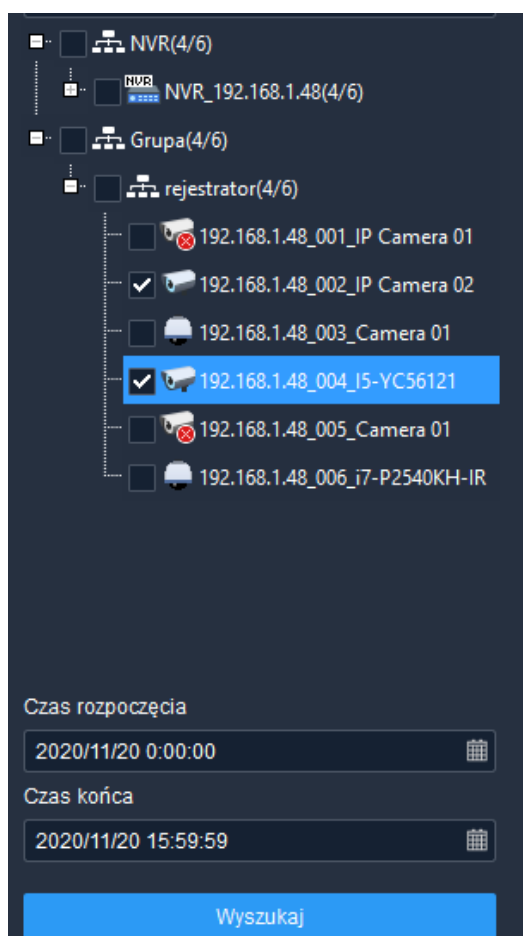 NVR(4/6)
NVR NVR_192.168.1.48(4/6)
Grupa(4/6)
rejestrator(4/6)
192.168.1.48_001_IP Camera 01
192.168.1.48_002_IP Camera 02
192.168.1.48_003_Camera 01
192.168.1.48_004_I5-YC56121
192.168.1.48_005_Camera 01
192.168.1.48_006_i7-P2540KH-IR
Czas rozpoczęcia
2020/11/20 0:00:00
Czas końca
2020/11/20 15:59:59
Wyszukaj